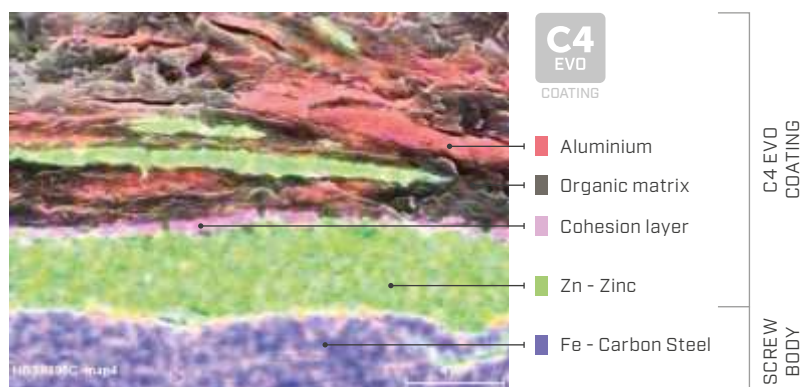 C4
EVO
COATING
Aluminium
Organic matrix
Cohesion layer
Zn - Zinc
Fe - Carbon Steel
C4 EVO
COATING
SCREW
BODY